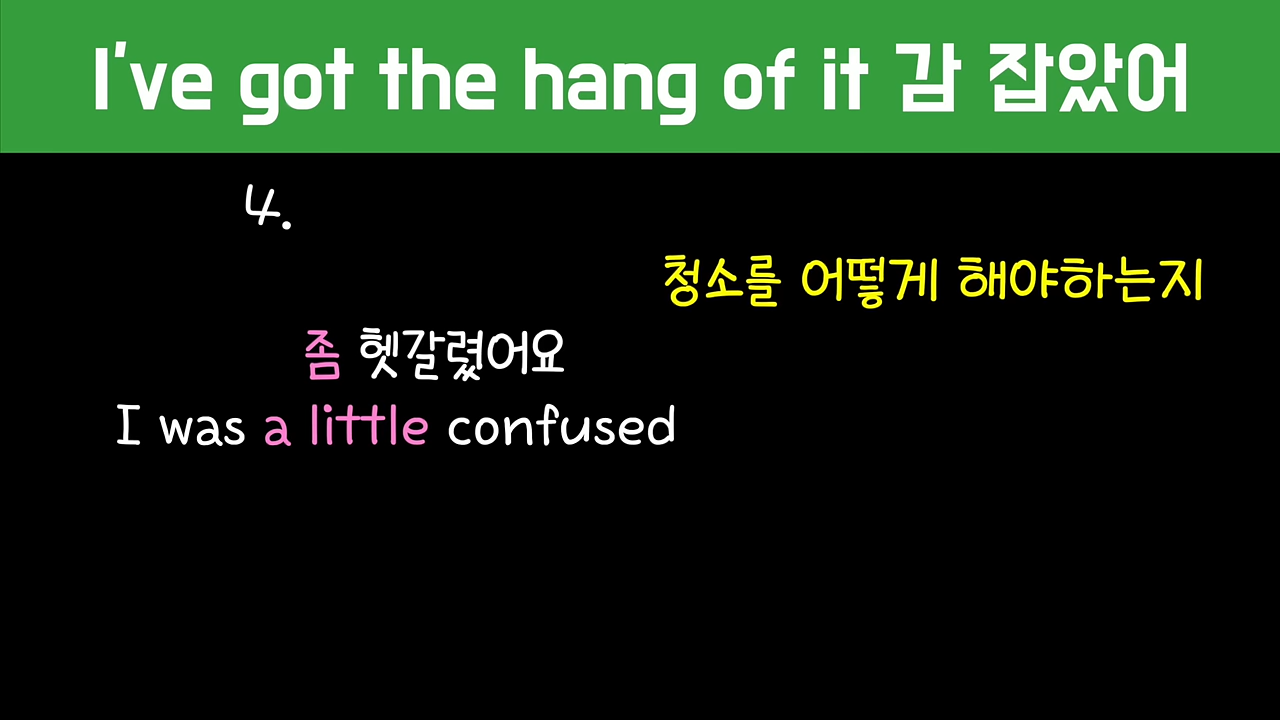 I've got the hang of it 감 잡았어
4.
청소를 어떻게 해야하는지
좀 헷갈렸어요
I was a little confused